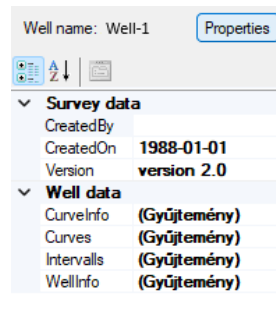 Well name: Well-1 Properties
Survey data
CreatedBy
CreatedOn 1988-01-01
Version version 2.0
Well data
CurveInfo (Gyűjtemény)
Curves (Gyűjtemény)
Intervalls (Gyűjtemény)
WellInfo (Gyűjtemény)